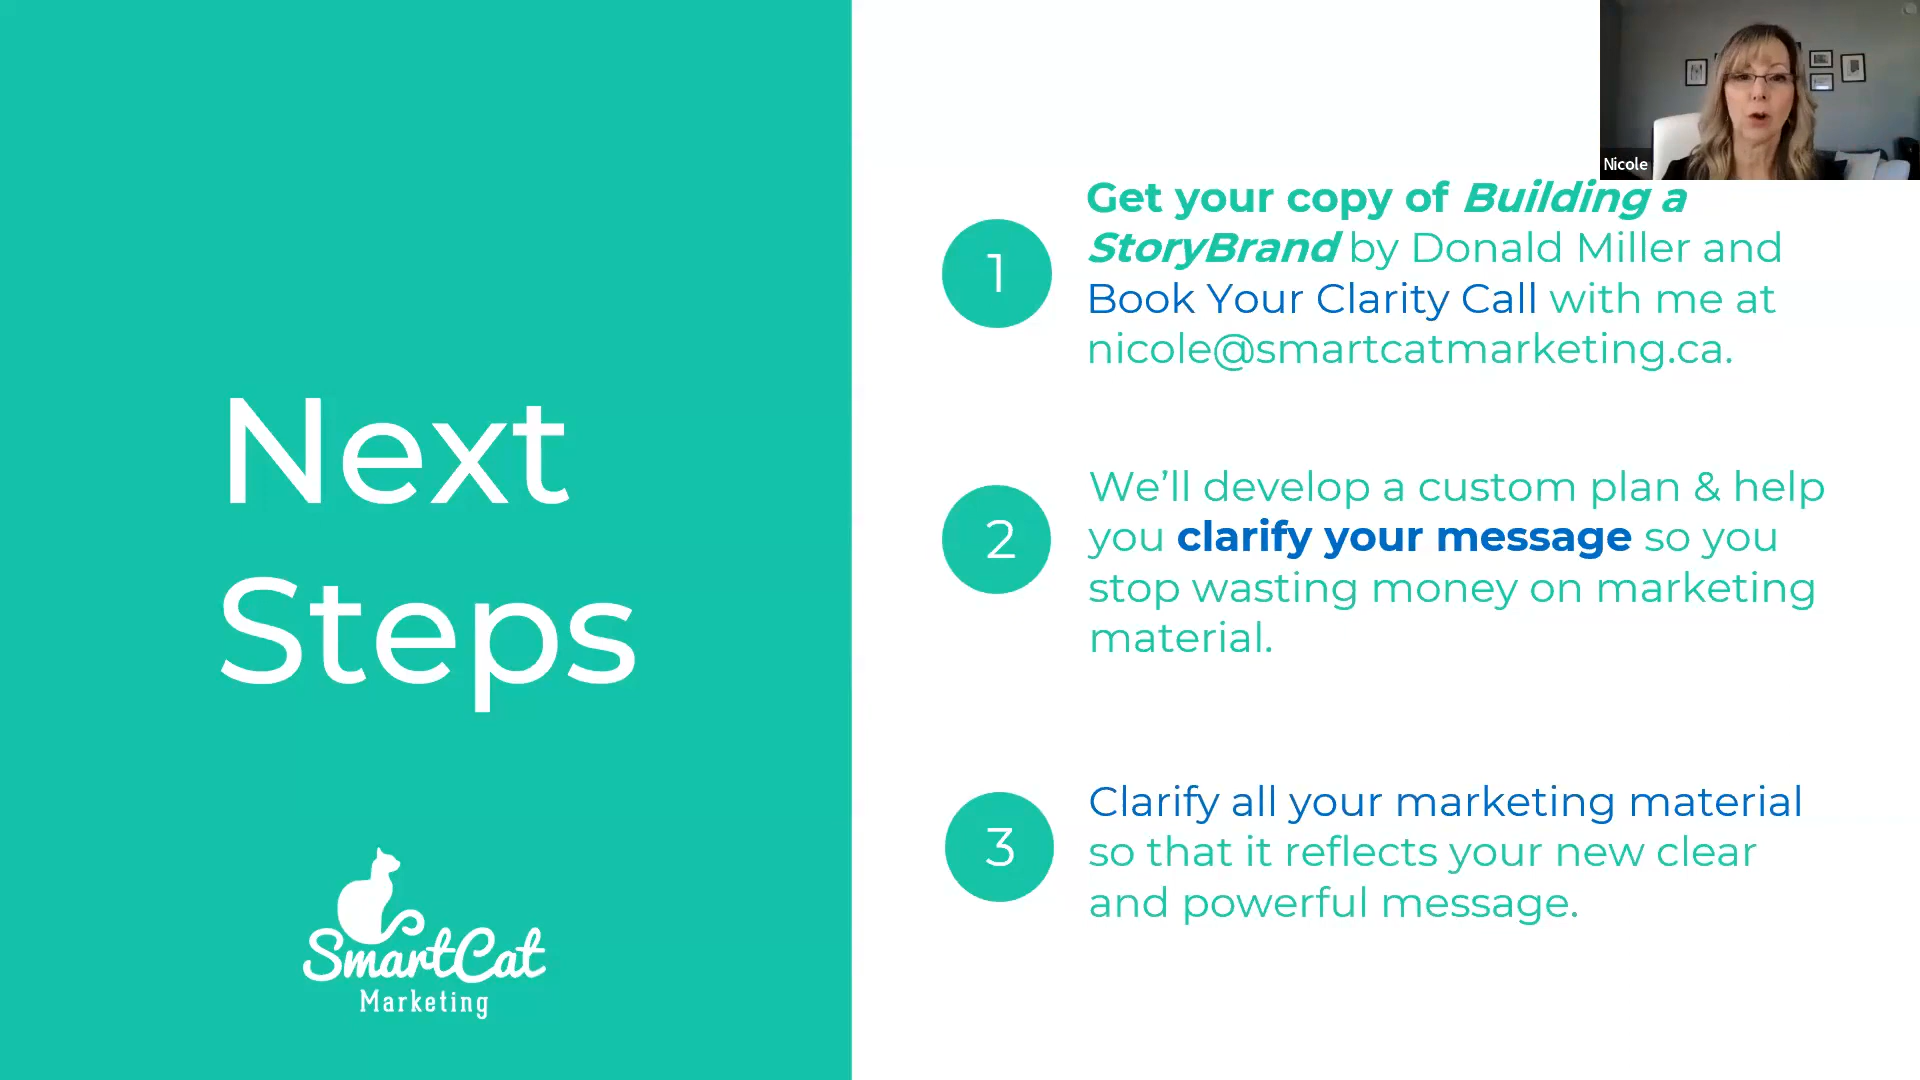 Next
Steps
SmartCat
Marketing
Nicole
1
Get your copy of Building a
StoryBrand by Donald Miller and
Book Your Clarity Call with me at
nicole@smartcatmarketing.ca.
2
We’ll develop a custom plan & help
you clarify your message so you
stop wasting money on marketing
material.
3
Clarify all your marketing material
so that it reflects your new clear
and powerful message.